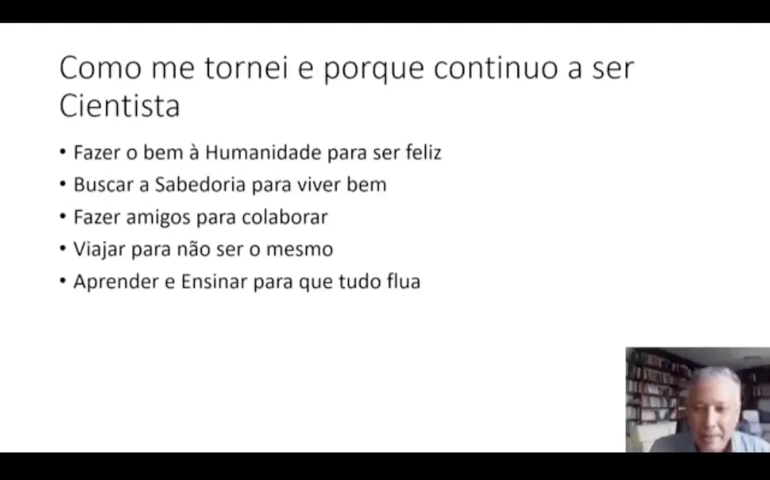 Como me tornei e porque continuo a ser
Cientista
• Fazer o bem à Humanidade para ser feliz
• Buscar a Sabedoria para viver bem
• Fazer amigos para colaborar
• Viajar para não ser o mesmo
• Aprender e Ensinar para que tudo flua